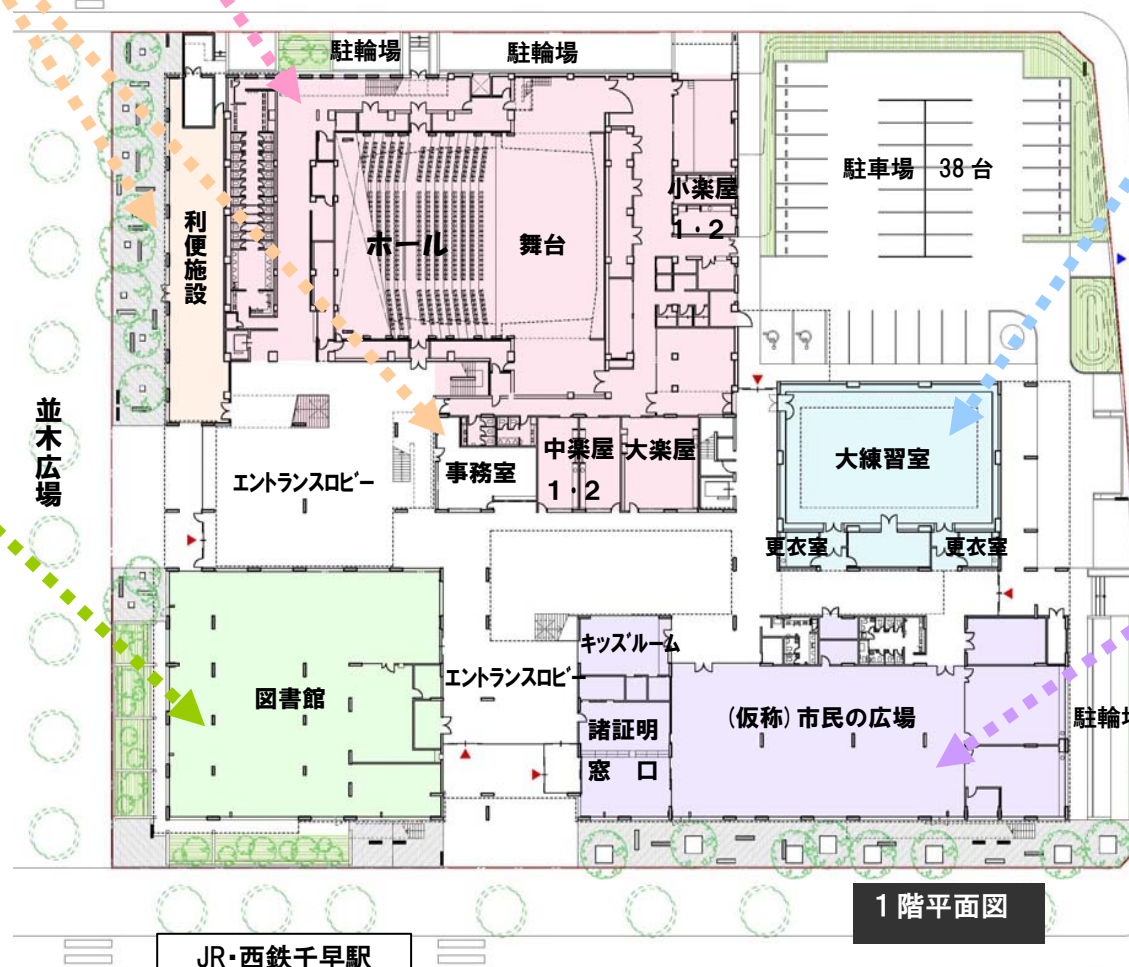 駐輪場
駐輪場
駐車場 38台
利便施設
ホール
舞台
小楽屋
1・2
並木広場
エントランスロビー
事務室
中楽屋
1・2
大楽屋
大練習室
更衣室
更衣室
図書館
エントランスロビー
キッズルーム
諸証明
窓 口
(仮称)市民の広場
駐輪場
1階平面図
JR・西鉄千早駅